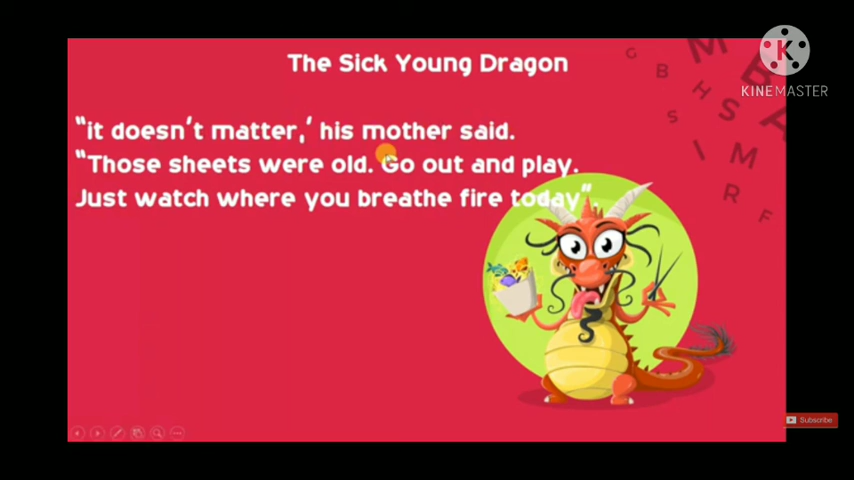 The Sick Young Dragon
"it doesn't matter,' his mother said.
"Those sheets were old. Go out and play.
Just watch where you breathe fire today".
K
KINEMASTER
G
B
M
B
H
S
A
S
I
M
R
F
Subscribe